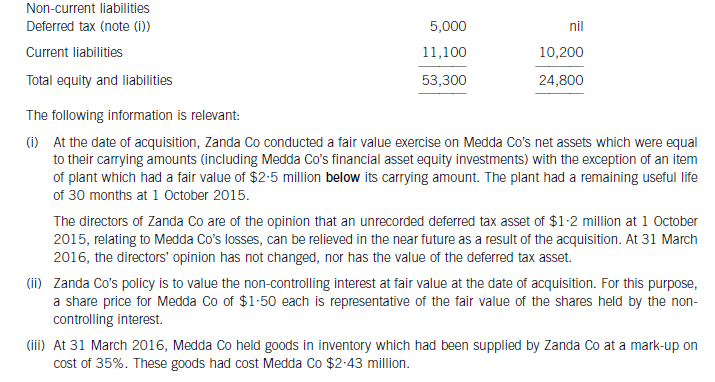 Non-current liabilities
Deferred tax (note (i)) 5,000 nil
Current liabilities 11,100 10,200
Total equity and liabilities 53,300 24,800
The following information is relevant:
(i) At the date of acquisition, Zanda Co conducted a fair value exercise on Medda Co's net assets which were equal
to their carrying amounts (including Medda Co's financial asset equity investments) with the exception of an item
of plant which had a fair value of $2·5 million below its carrying amount. The plant had a remaining useful life
of 30 months at 1 October 2015.
The directors of Zanda Co are of the opinion that an unrecorded deferred tax asset of $1·2 million at 1 October
2015, relating to Medda Co's losses, can be relieved in the near future as a result of the acquisition. At 31 March
2016, the directors' opinion has not changed, nor has the value of the deferred tax asset.
(ii) Zanda Co's policy is to value the non-controlling interest at fair value at the date of acquisition. For this purpose,
a share price for Medda Co of $1·50 each is representative of the fair value of the shares held by the non-
controlling interest.
(iii) At 31 March 2016, Medda Co held goods in inventory which had been supplied by Zanda Co at a mark-up on
cost of 35%. These goods had cost Medda Co $2·43 million.